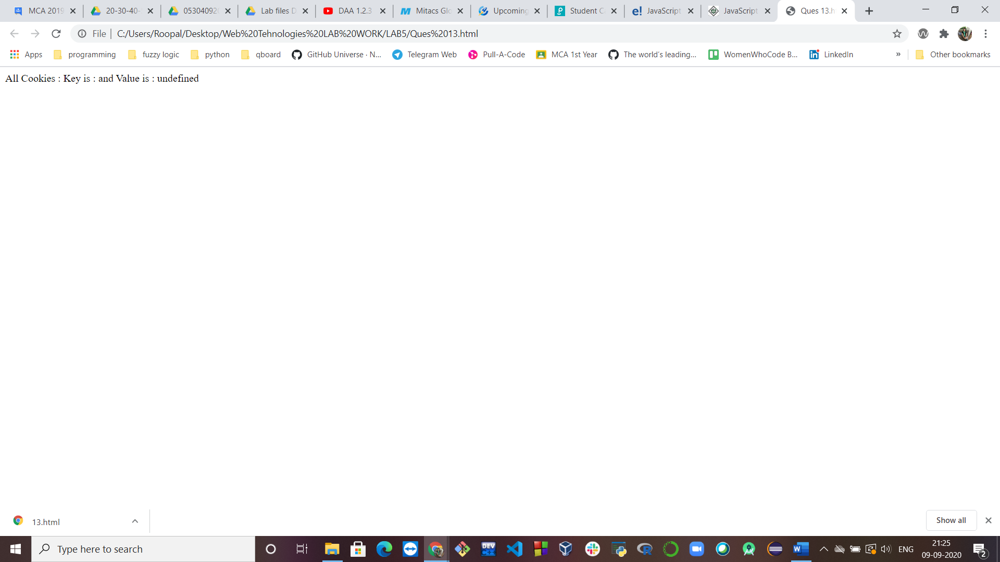 MCA 2019
20-30-40-
053040920
Lab files D
DAA 1.2.3
Mitacs Glo
Upcoming
Student C
e! JavaScript
JavaScript
Ques 13.h
File | C:/Users/Roopal/Desktop/Web%20Tehnologies%20LAB%20WORK/LAB5/Ques%2013.html
Apps programming fuzzy logic python qboard GitHub Universe · N... Telegram Web Pull-A-Code MCA 1st Year The world's leading... WomenWhoCode B... LinkedIn » Other bookmarks
All Cookies : Key is : and Value is : undefined
13.html
Show all
Type here to search
DEV C++
ENG
21:25
09-09-2020
2